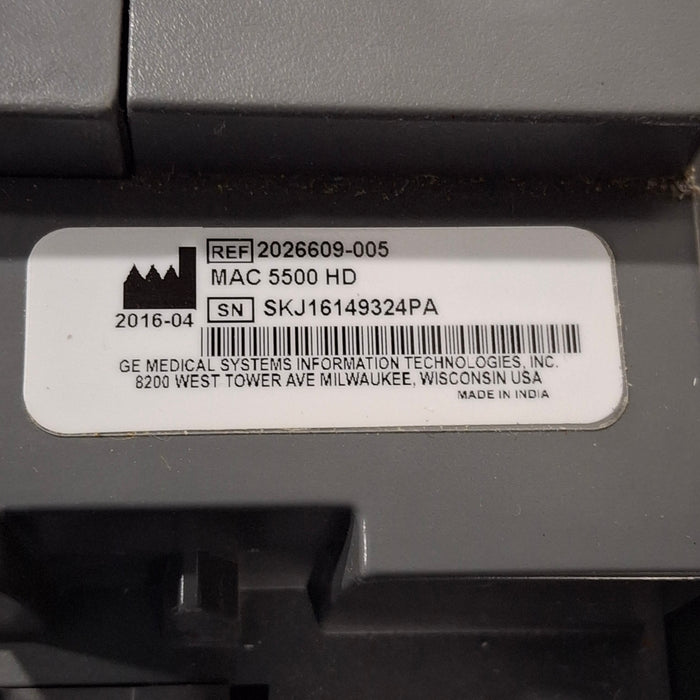 REF 2026609-005
MAC 5500 HD
SN SKJ16149324PA
2016-04
GE MEDICAL SYSTEMS INFORMATION TECHNOLOGIES, INC.
8200 WEST TOWER AVE MILWAUKEE, WISCONSIN USA
MADE IN INDIA